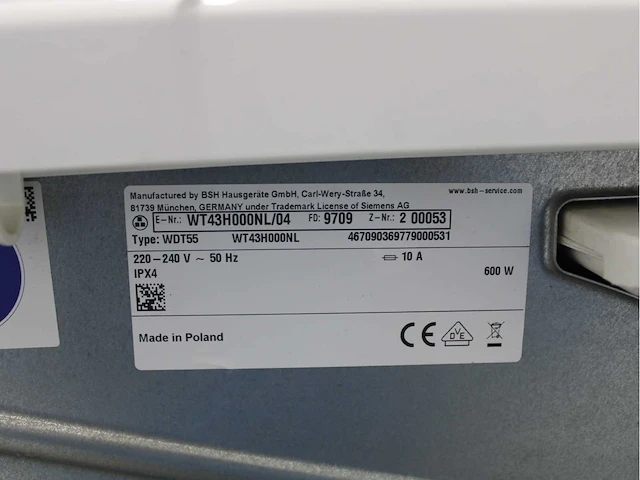 Manufactured by BSH Hausgeräte GmbH, Carl-Wery-Straße 34, www.bsh-service.com
81739 München, GERMANY under Trademark License of Siemens AG
E-Nr.: WT43H000NL/04 FD: 9709 Z-Nr.: 2 00053
Type: WDT55 WT43H000NL 467090369779000531
220-240 V ~ 50 Hz 10 A
IPX4 600 W
Made in Poland CE DVE